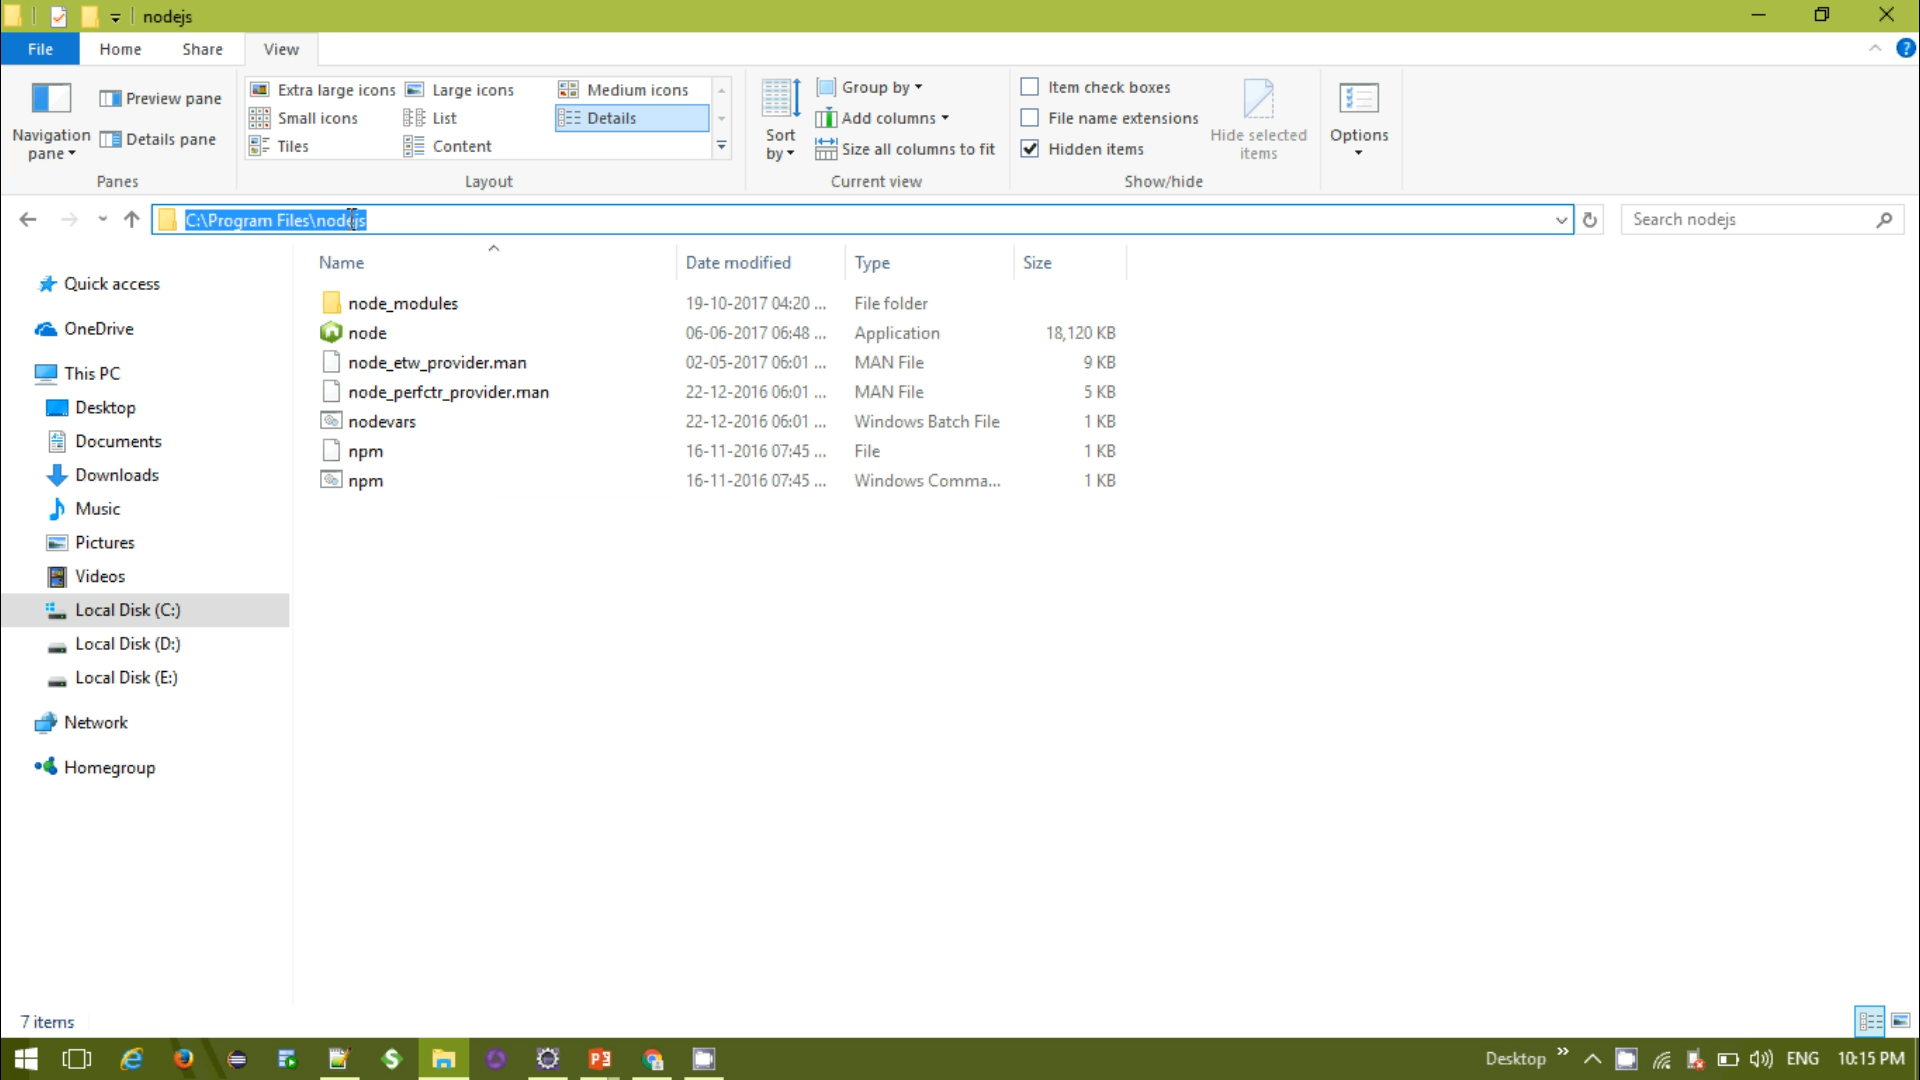 nodejs
File Home Share View
Navigation pane
Preview pane
Details pane
Panes
Extra large icons Large icons Medium icons
Small icons List Details
Tiles Content
Layout
Sort by
Group by
Add columns
Size all columns to fit
Current view
Item check boxes
File name extensions
Hidden items
Hide selected items
Show/hide
Options
C:\Program Files\nodejs
Search nodejs
Quick access
OneDrive
This PC
Desktop
Documents
Downloads
Music
Pictures
Videos
Local Disk (C:)
Local Disk (D:)
Local Disk (E:)
Network
Homegroup
Name Date modified Type Size
node_modules 19-10-2017 04:20 ... File folder
node 06-06-2017 06:48 ... Application 18,120 KB
node_etw_provider.man 02-05-2017 06:01 ... MAN File 9 KB
node_perfctr_provider.man 22-12-2016 06:01 ... MAN File 5 KB
nodevars 22-12-2016 06:01 ... Windows Batch File 1 KB
npm 16-11-2016 07:45 ... File 1 KB
npm 16-11-2016 07:45 ... Windows Comma... 1 KB
7 items
Desktop ENG 10:15 PM